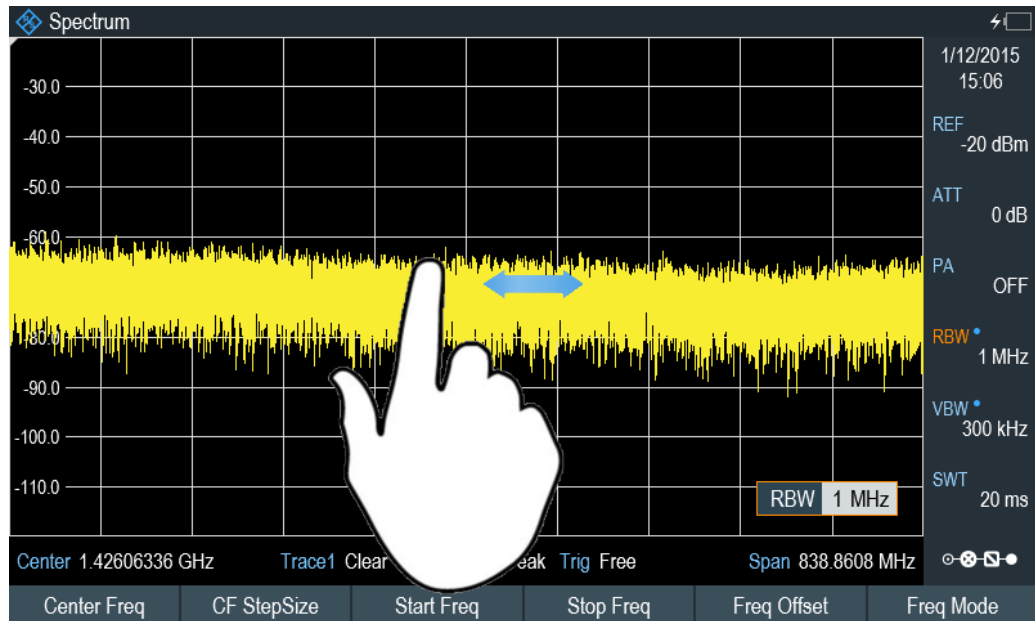 Spectrum
1/12/2015
15:06
-30.0
-40.0
-50.0
-60.0
-80.0
-90.0
-100.0
-110.0
REF
-20 dBm
ATT
0 dB
PA
OFF
RBW
1 MHz
VBW
300 kHz
SWT
20 ms
RBW 1 MHz
Center 1.42606336 GHz Trace1 Clear Trig Free Span 838.8608 MHz
Center Freq CF StepSize Start Freq Stop Freq Freq Offset Freq Mode